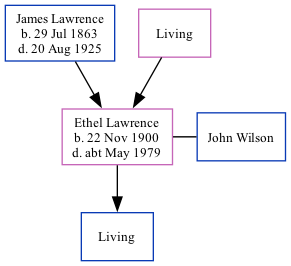 James Lawrence
b. 29 Jul 1863
d. 20 Aug 1925
Living
Ethel Lawrence
b. 22 Nov 1900
d. abt May 1979
John Wilson
Living